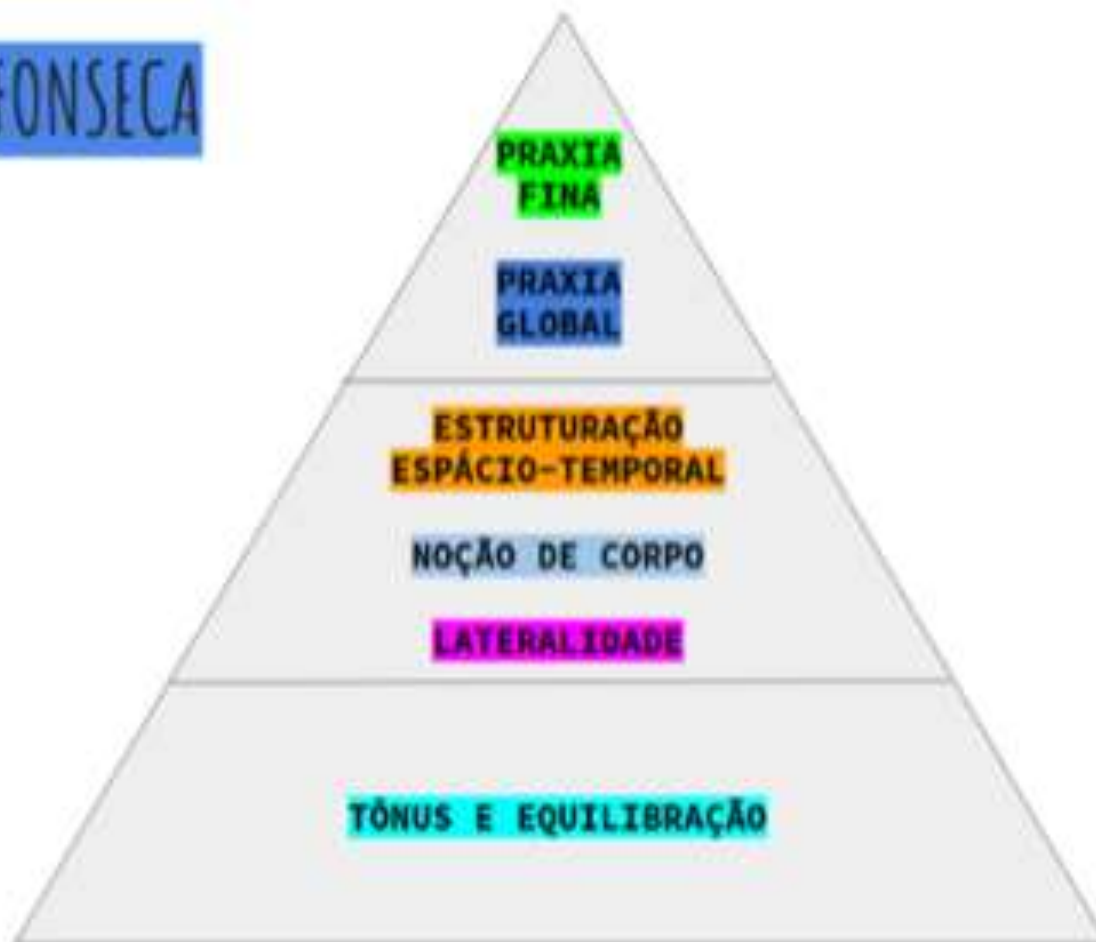 FONSECA
PRAXIA
FINA
PRAXIA
GLOBAL
ESTRUTURAÇÃO
ESPÁCIO-TEMPORAL
NOÇÃO DE CORPO
LATERALIDADE
TÔNUS E EQUILIBRAÇÃO